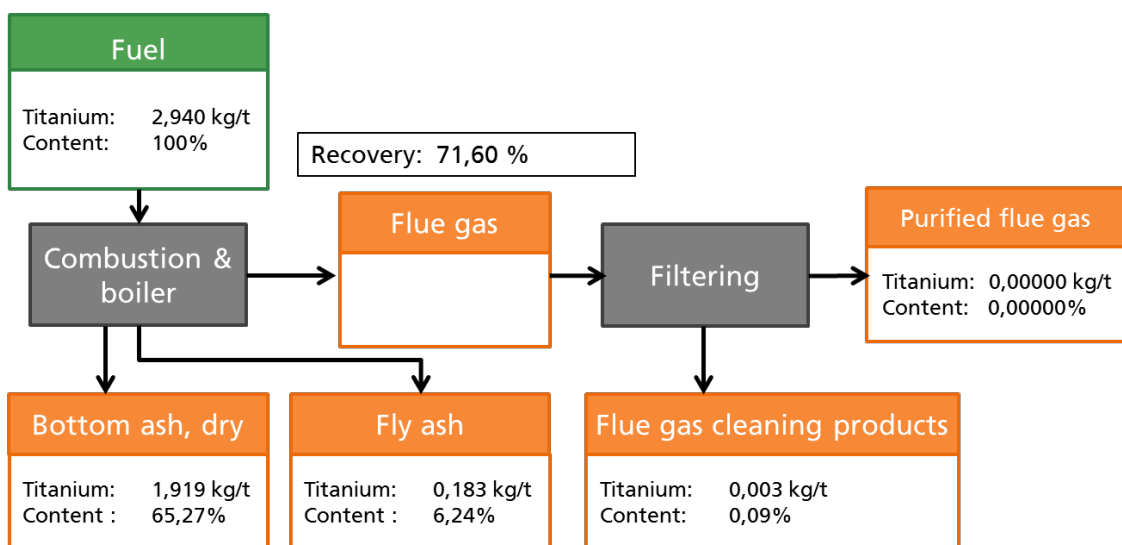 Fuel
Titanium: 2,940 kg/t
Content: 100%
Recovery: 71,60 %
Combustion &
boiler
Flue gas
Filtering
Purified flue gas
Titanium: 0,00000 kg/t
Content: 0,00000%
Bottom ash, dry
Titanium: 1,919 kg/t
Content : 65,27%
Fly ash
Titanium: 0,183 kg/t
Content : 6,24%
Flue gas cleaning products
Titanium: 0,003 kg/t
Content: 0,09%